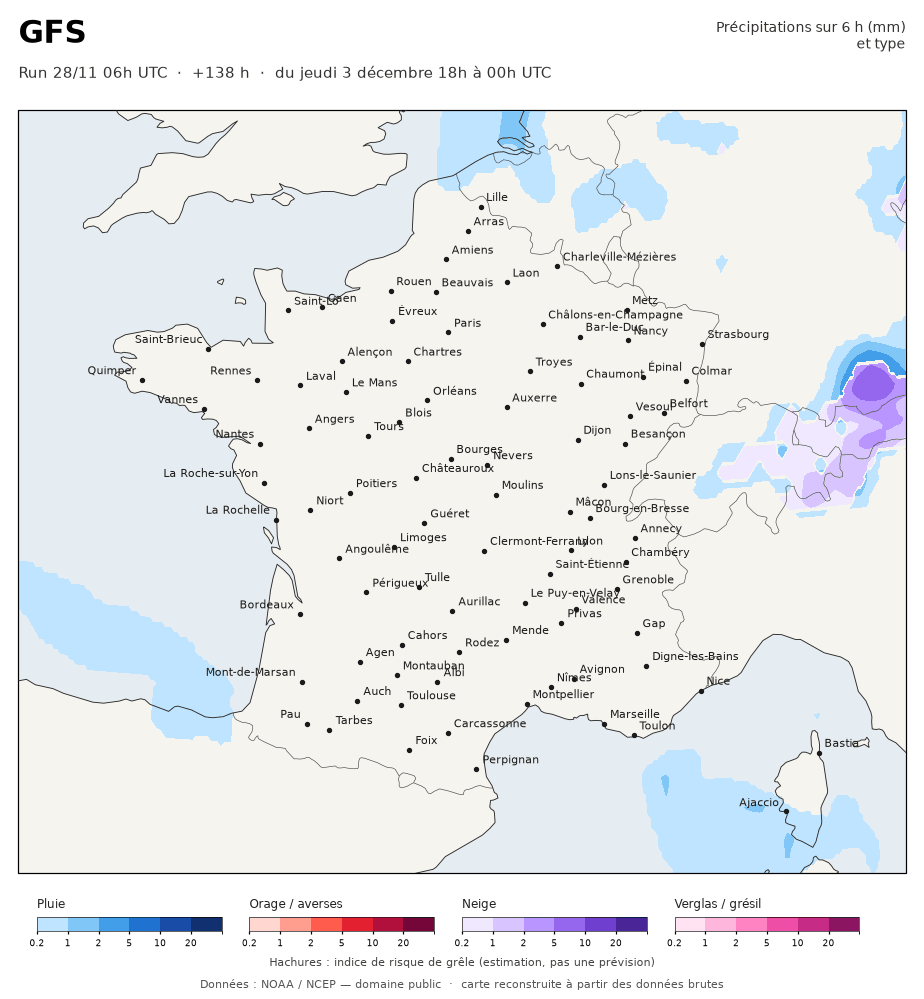 GFS
Précipitations sur 6 h (mm)
et type
Run 28/11 06h UTC · +138 h · du jeudi 3 décembre 18h à 00h UTC
Lille
Arras
Amiens
Charleville-Mézières
Laon
Rouen
Beauvais
Saint-Lô
Caen
Metz
Évreux
Châlons-en-Champagne
Paris
Bar-le-Duc
Nancy
Strasbourg
Saint-Brieuc
Alençon
Chartres
Troyes
Quimper
Rennes
Laval
Le Mans
Chaumont
Épinal
Colmar
Vannes
Orléans
Auxerre
Vesoul
Belfort
Blois
Angers
Tours
Nantes
Dijon
Besançon
Bourges
Nevers
La Roche-sur-Yon
Châteauroux
Lons-le-Saunier
Poitiers
Moulins
Niort
La Rochelle
Mâcon
Bourg-en-Bresse
Guéret
Annecy
Limoges
Clermont-Ferrand
Lyon
Angoulême
Chambéry
Saint-Étienne
Périgueux
Tulle
Grenoble
Le Puy-en-Velay
Valence
Bordeaux
Aurillac
Privas
Gap
Cahors
Rodez
Mende
Agen
Digne-les-Bains
Mont-de-Marsan
Montauban
Albi
Nîmes
Avignon
Nice
Auch
Toulouse
Montpellier
Pau
Tarbes
Carcassonne
Marseille
Toulon
Foix
Perpignan
Bastia
Ajaccio
Pluie
0.2 1 2 5 10 20
Orage / averses
0.2 1 2 5 10 20
Neige
0.2 1 2 5 10 20
Verglas / grésil
0.2 1 2 5 10 20
Hachures : indice de risque de grêle (estimation, pas une prévision)
Données : NOAA / NCEP — domaine public · carte reconstruite à partir des données brutes